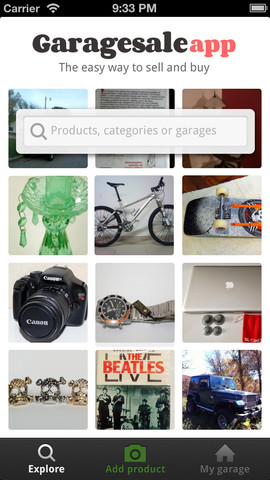 Carrier 9:33 PM
Garagesaleapp
The easy way to sell and buy
Products, categories or garages
Canon
LIVE
THE
BEATLES
LIVE
Explore Add product My garage